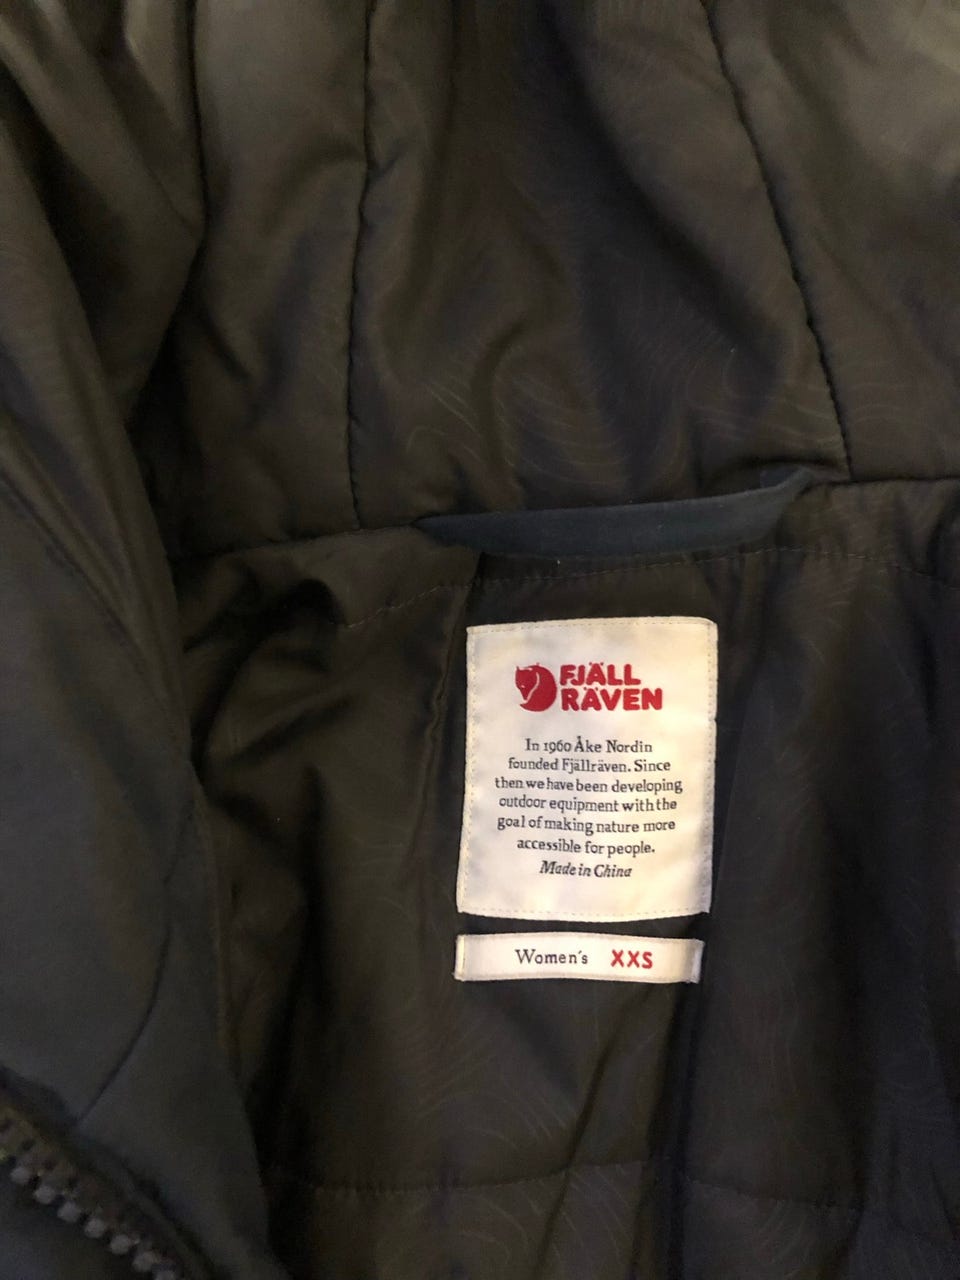 FJÄLL
RÄVEN
In 1960 Åke Nordin
founded Fjällräven. Since
then we have been developing
outdoor equipment with the
goal of making nature more
accessible for people.
Made in China
Women's XXS